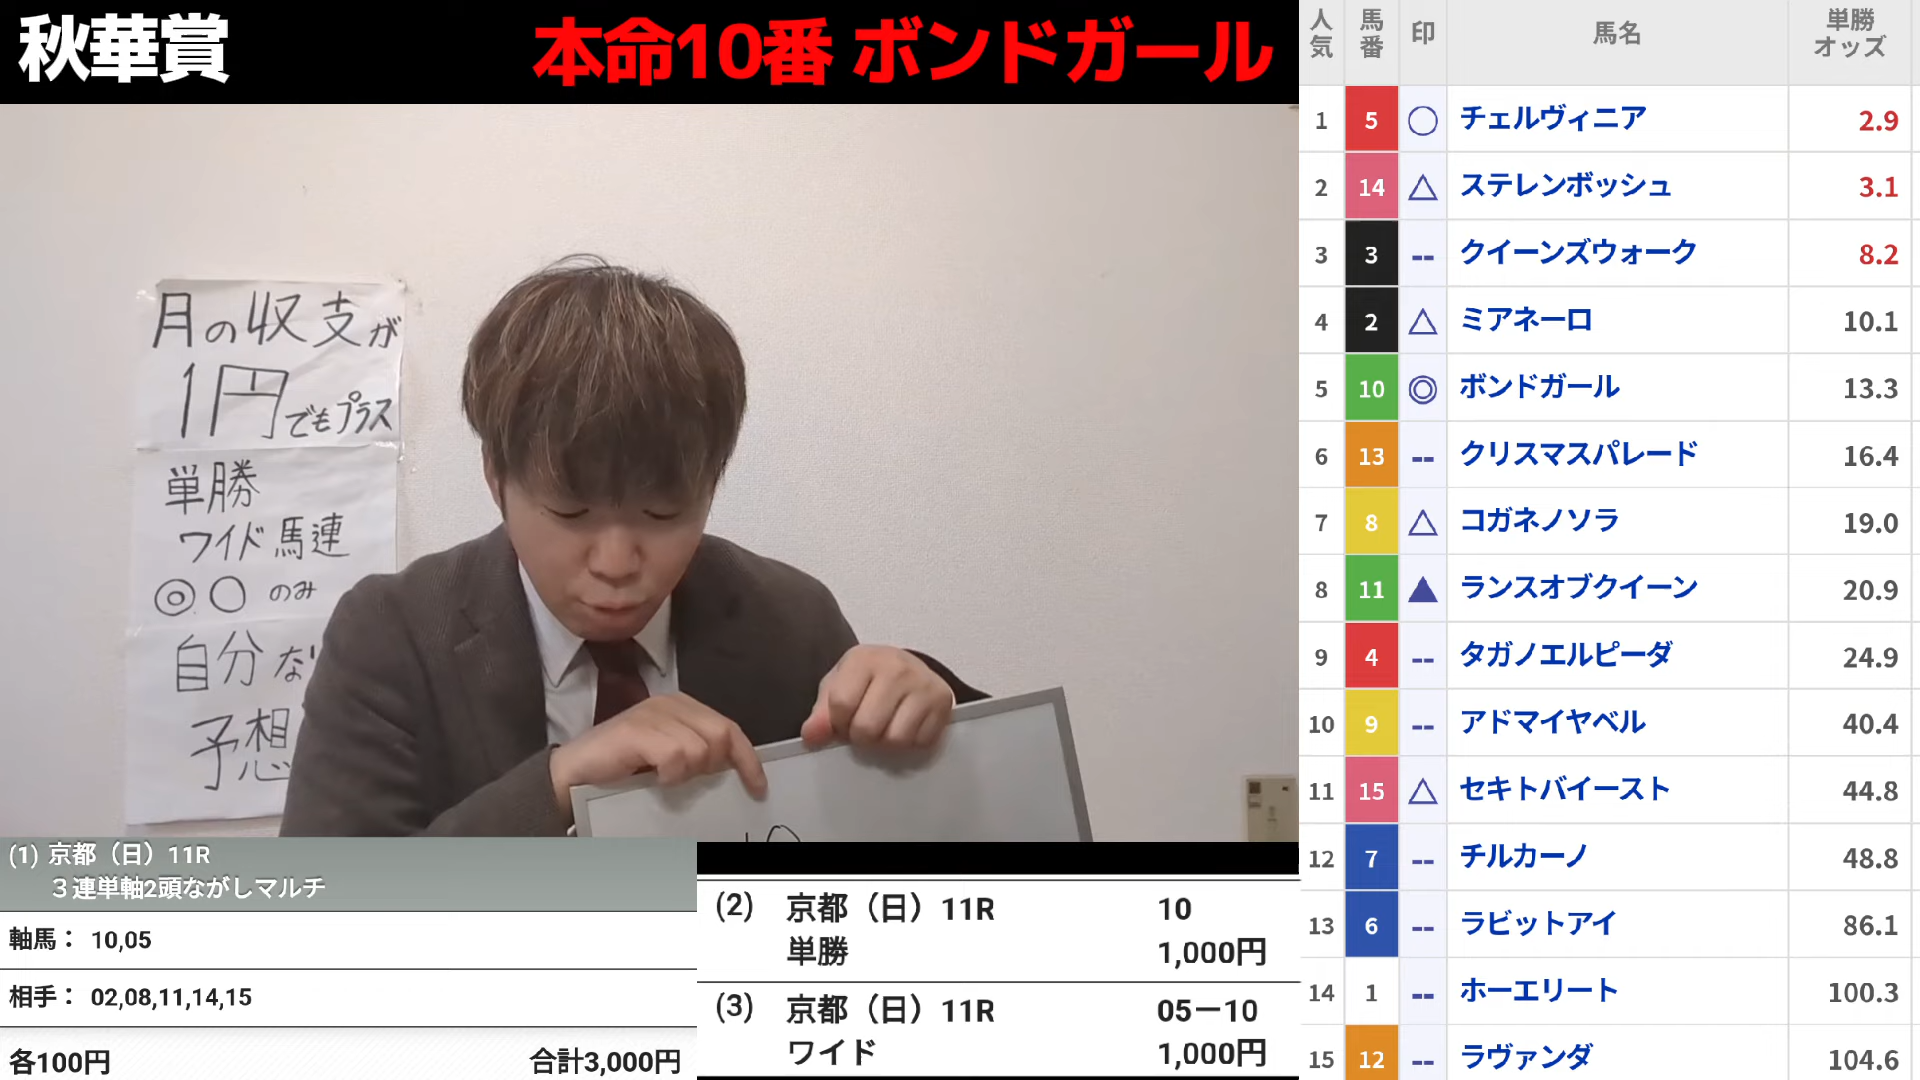 秋華賞
本命10番 ボンドガール
月の収支が
1円でもプラス
単勝
ワイド馬連
◎○のみ
自分な
予想
(1) 京都（日）11R
３連単軸2頭ながしマルチ
軸馬： 10,05
相手： 02,08,11,14,15
各100円 合計3,000円
(2) 京都（日）11R 10
単勝 1,000円
(3) 京都（日）11R 05－10
ワイド 1,000円
人気 馬番 印 馬名 単勝オッズ
1 5 ○ チェルヴィニア 2.9
2 14 △ ステレンボッシュ 3.1
3 3 -- クイーンズウォーク 8.2
4 2 △ ミアネーロ 10.1
5 10 ◎ ボンドガール 13.3
6 13 -- クリスマスパレード 16.4
7 8 △ コガネノソラ 19.0
8 11 ▲ ランスオブクイーン 20.9
9 4 -- タガノエルピーダ 24.9
10 9 -- アドマイヤベル 40.4
11 15 △ セキトバイースト 44.8
12 7 -- チルカーノ 48.8
13 6 -- ラビットアイ 86.1
14 1 -- ホーエリート 100.3
15 12 -- ラヴァンダ 104.6